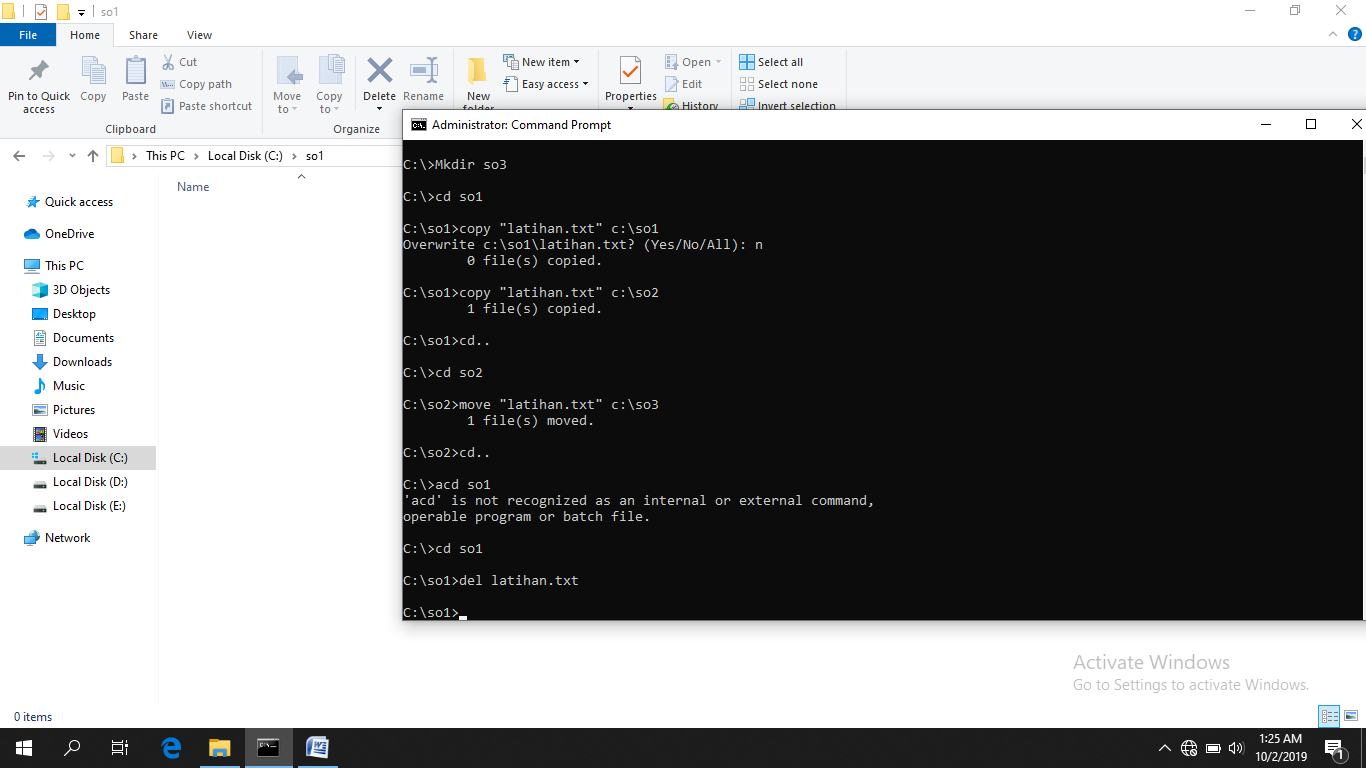 so1
File Home Share View
Pin to Quick access
Copy
Paste
Cut
Copy path
Paste shortcut
Clipboard
Move to
Copy to
Delete
Rename
Organize
New folder
New item
Easy access
Properties
Open
Edit
History
Select all
Select none
Invert selection
This PC > Local Disk (C:) > so1
Name
Quick access
OneDrive
This PC
3D Objects
Desktop
Documents
Downloads
Music
Pictures
Videos
Local Disk (C:)
Local Disk (D:)
Local Disk (E:)
Network
0 items
Administrator: Command Prompt
C:\>Mkdir so3
C:\>cd so1
C:\so1>copy "latihan.txt" c:\so1
Overwrite c:\so1\latihan.txt? (Yes/No/All): n
0 file(s) copied.
C:\so1>copy "latihan.txt" c:\so2
1 file(s) copied.
C:\so1>cd..
C:\>cd so2
C:\so2>move "latihan.txt" c:\so3
1 file(s) moved.
C:\so2>cd..
C:\>acd so1
'acd' is not recognized as an internal or external command,
operable program or batch file.
C:\>cd so1
C:\so1>del latihan.txt
C:\so1>
Activate Windows
Go to Settings to activate Windows.
1:25 AM
10/2/2019
1